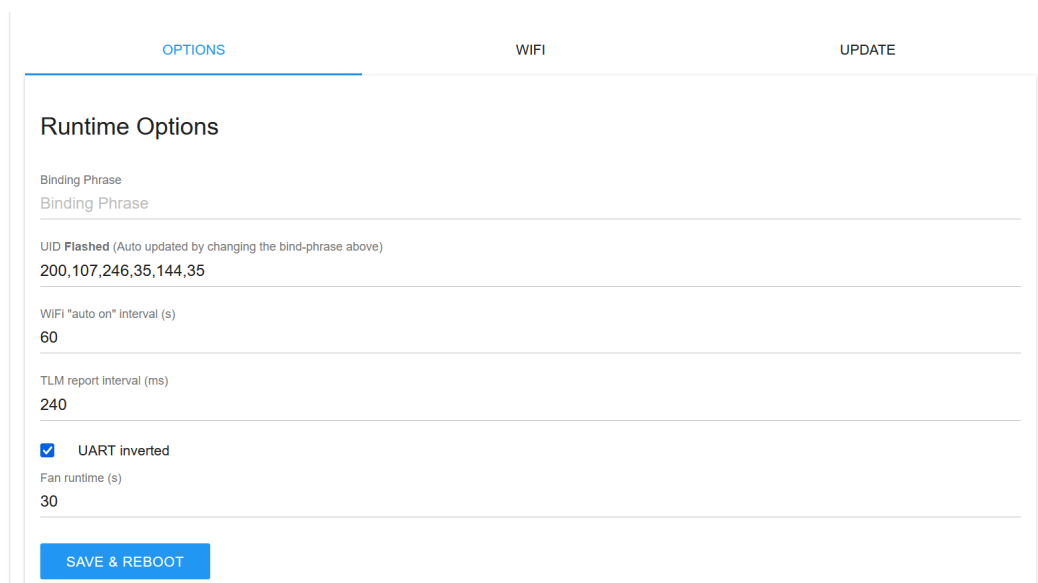 OPTIONS WIFI UPDATE
Runtime Options
Binding Phrase
Binding Phrase
UID Flashed (Auto updated by changing the bind-phrase above)
200,107,246,35,144,35
WiFi "auto on" interval (s)
60
TLM report interval (ms)
240
UART inverted
Fan runtime (s)
30
SAVE & REBOOT